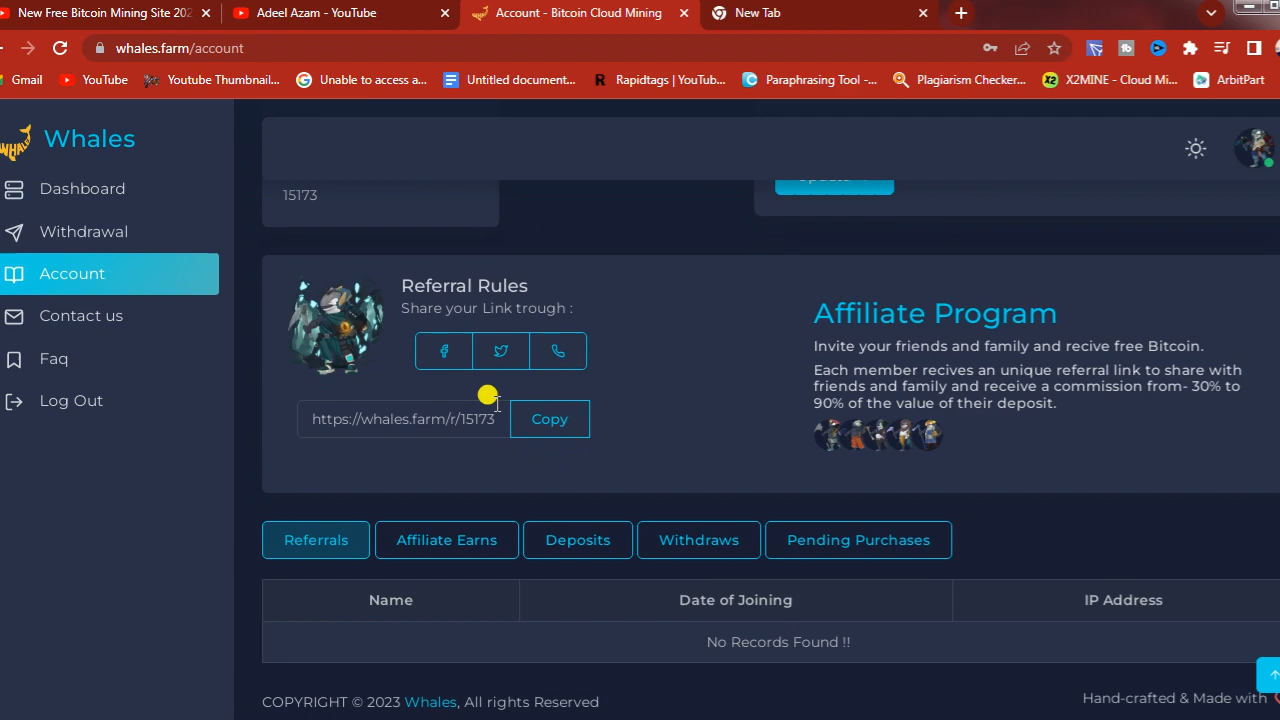 New Free Bitcoin Mining Site 202
Adeel Azam - YouTube
Account - Bitcoin Cloud Mining
New Tab
whales.farm/account
Gmail
YouTube
Youtube Thumbnail...
Unable to access a...
Untitled document...
Rapidtags | YouTub...
Paraphrasing Tool -...
Plagiarism Checker...
X2MINE - Cloud Mi...
ArbitPart
WHALE
Whales
Dashboard
Withdrawal
Account
Contact us
Faq
Log Out
15173
Update
Referral Rules
Share your Link trough :
https://whales.farm/r/15173
Copy
Affiliate Program
Invite your friends and family and recive free Bitcoin.
Each member recives an unique referral link to share with
friends and family and receive a commission from- 30% to
90% of the value of their deposit.
Referrals
Affiliate Earns
Deposits
Withdraws
Pending Purchases
Name
Date of Joining
IP Address
No Records Found !!
COPYRIGHT © 2023 Whales, All rights Reserved
Hand-crafted & Made with